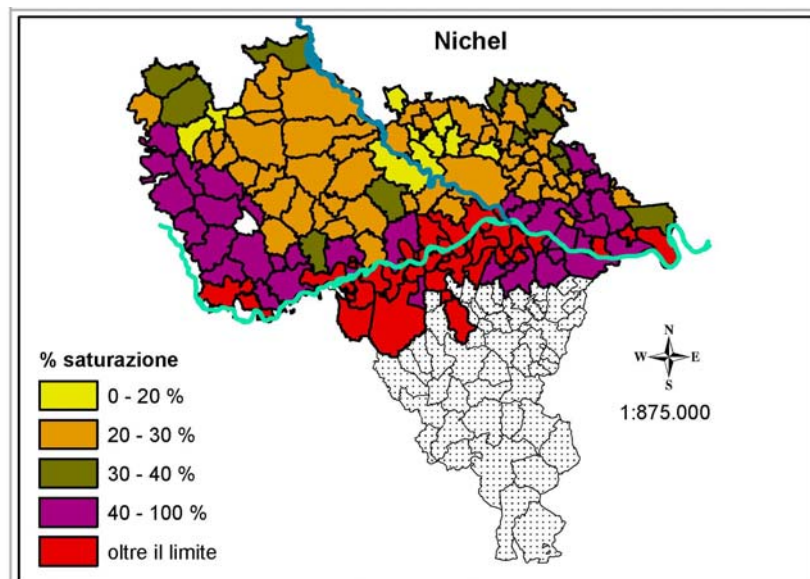 Nichel
% saturazione
0 - 20 %
20 - 30 %
30 - 40 %
40 - 100 %
oltre il limite
N
W E
S
1:875.000